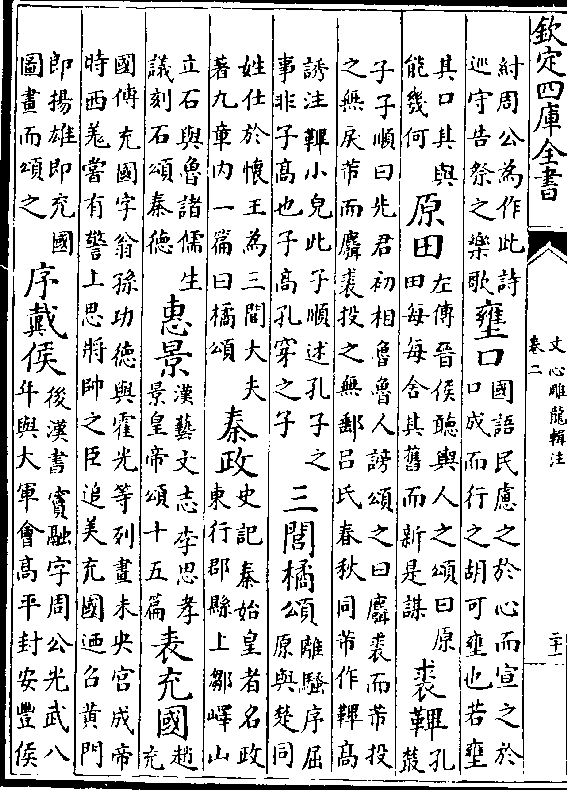 欽定四庫全書
文心雕龍輯注
卷二
二十一
紂周公為作此詩
巡守告祭之樂歌
壅口
國語民慮之於心而宣之於
口成而行之胡可壅也若壅
其口其與
能幾何
原田
左傳晉侯聽輿人之頌曰原
田每每舍其舊而新是謀
裘鞸
孔
叢
子子順曰先君初相魯魯人謗頌之曰麛裘而芾投
之無戾芾而麛裘投之無郵呂氏春秋同芾作鞸高
誘注鞸小兒此子順述孔子之
事非子高也子高孔穿之子
三閭橘頌
離騷序屈
原與楚同
姓仕於懷王為三閭大夫
著九章内一篇曰橘頌
秦政
史記秦始皇者名政
東行郡縣上鄒嶧山
立石與魯諸儒生
議刻石頌秦德
惠景
漢藝文志李思孝
景皇帝頌十五篇
表充國
趙
充
國傳充國字翁孫功德與霍光等列畫未央宫成帝
時西羗嘗有警上思將帥之臣追美充國廼召黄門
即揚雄即充國
圖畫而頌之
序戴侯
後漢書竇融字周公光武八
年與大軍會高平封安豐侯